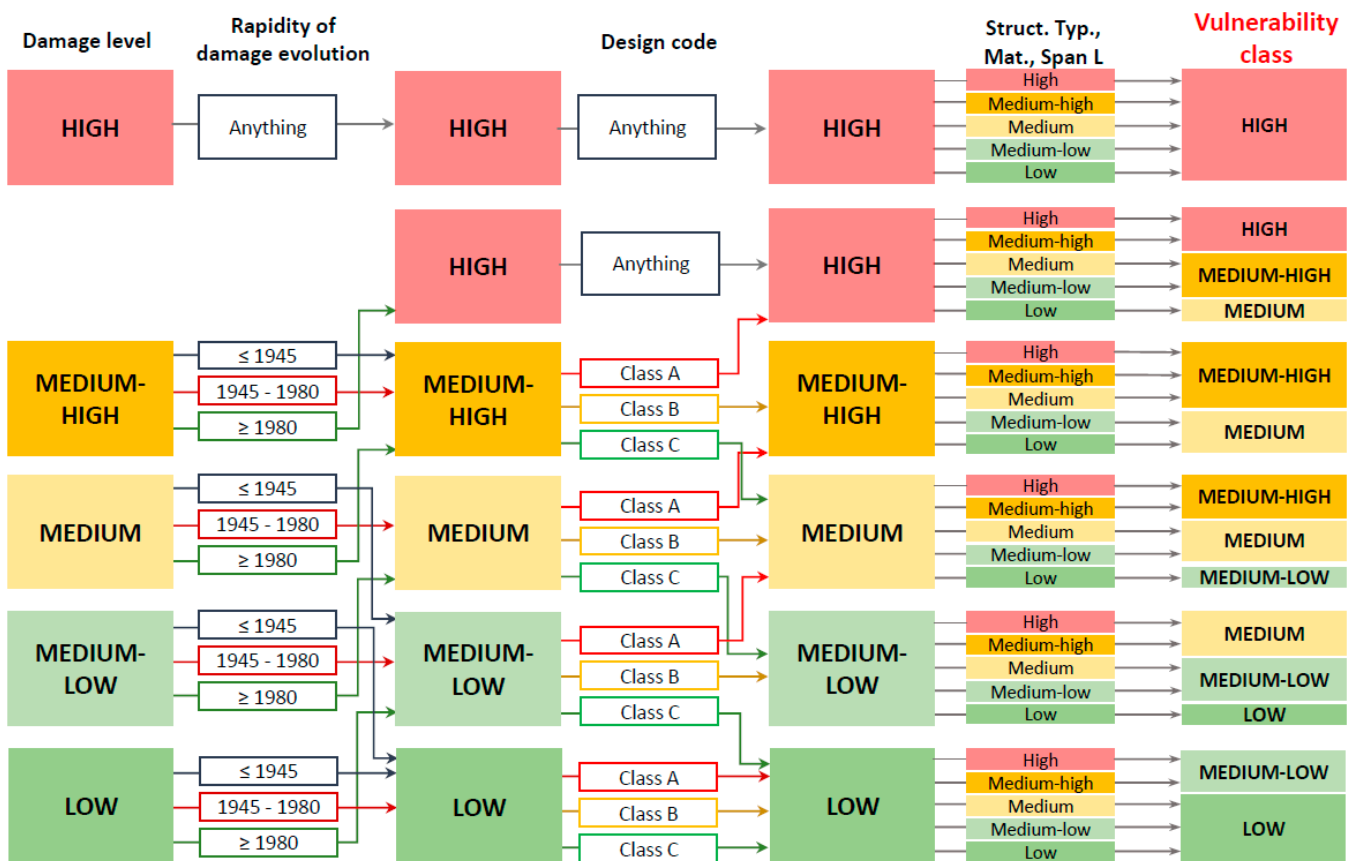 Damage level
Rapidity of
damage evolution
Design code
Struct. Typ.,
Mat., Span L
Vulnerability
class
HIGH
Anything
HIGH
Anything
HIGH
High
Medium-high
Medium
Medium-low
Low
HIGH
HIGH
Anything
HIGH
High
Medium-high
Medium
Medium-low
Low
HIGH
MEDIUM-HIGH
MEDIUM
MEDIUM-
HIGH
≤ 1945
1945 - 1980
≥ 1980
MEDIUM-
HIGH
Class A
Class B
Class C
MEDIUM-
HIGH
High
Medium-high
Medium
Medium-low
Low
MEDIUM-HIGH
MEDIUM
MEDIUM
≤ 1945
1945 - 1980
≥ 1980
MEDIUM
Class A
Class B
Class C
MEDIUM
High
Medium-high
Medium
Medium-low
Low
MEDIUM-HIGH
MEDIUM
MEDIUM-LOW
MEDIUM-
LOW
≤ 1945
1945 - 1980
≥ 1980
MEDIUM-
LOW
Class A
Class B
Class C
MEDIUM-
LOW
High
Medium-high
Medium
Medium-low
Low
MEDIUM
MEDIUM-LOW
LOW
LOW
≤ 1945
1945 - 1980
≥ 1980
LOW
Class A
Class B
Class C
LOW
High
Medium-high
Medium
Medium-low
Low
MEDIUM-LOW
LOW